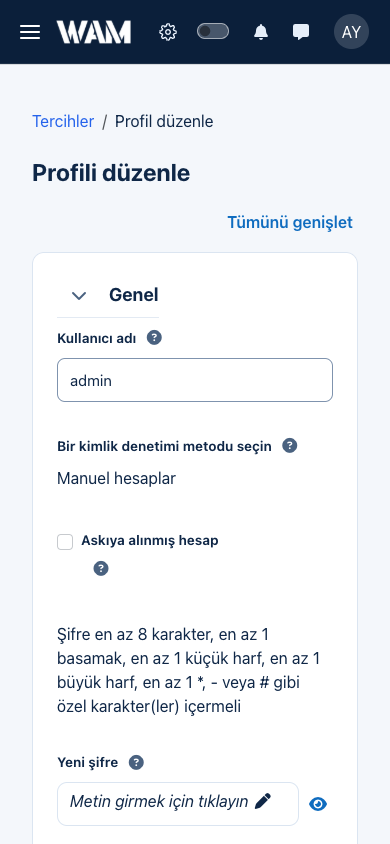 WAM
AY
Tercihler / Profil düzenle
Profili düzenle
Tümünü genişlet
Genel
Kullanıcı adı ?
admin
Bir kimlik denetimi metodu seçin ?
Manuel hesaplar
Askıya alınmış hesap
?
Şifre en az 8 karakter, en az 1
basamak, en az 1 küçük harf, en az 1
büyük harf, en az 1 *, - veya # gibi
özel karakter(ler) içermeli
Yeni şifre ?
Metin girmek için tıklayın